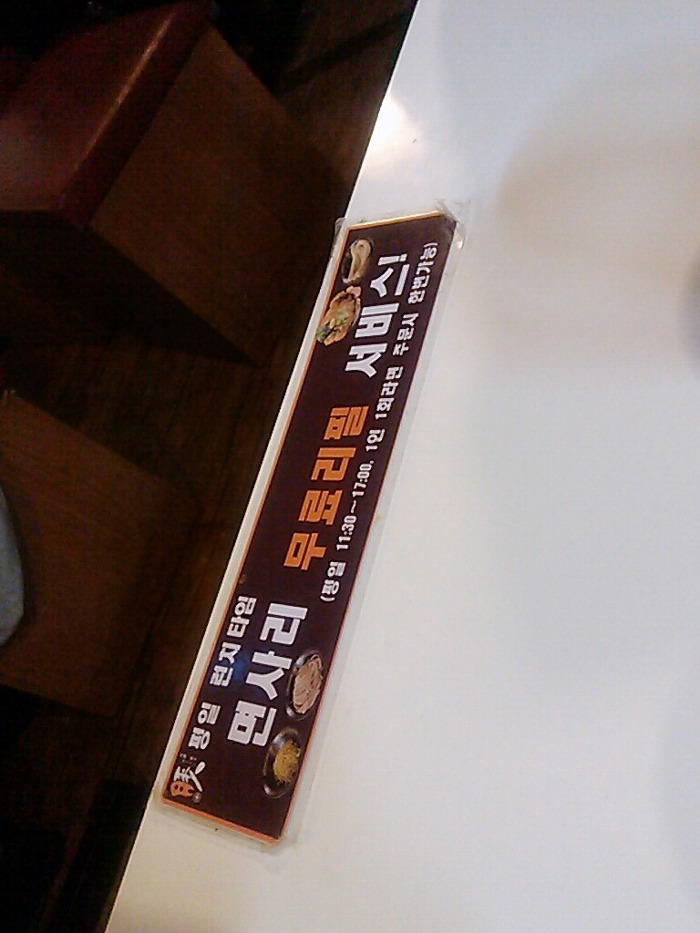 평일 런치타임
면사리 무료리필 서비스!
(평일 11:30~17:00, 1인 1회라면 주문시 한번가능)